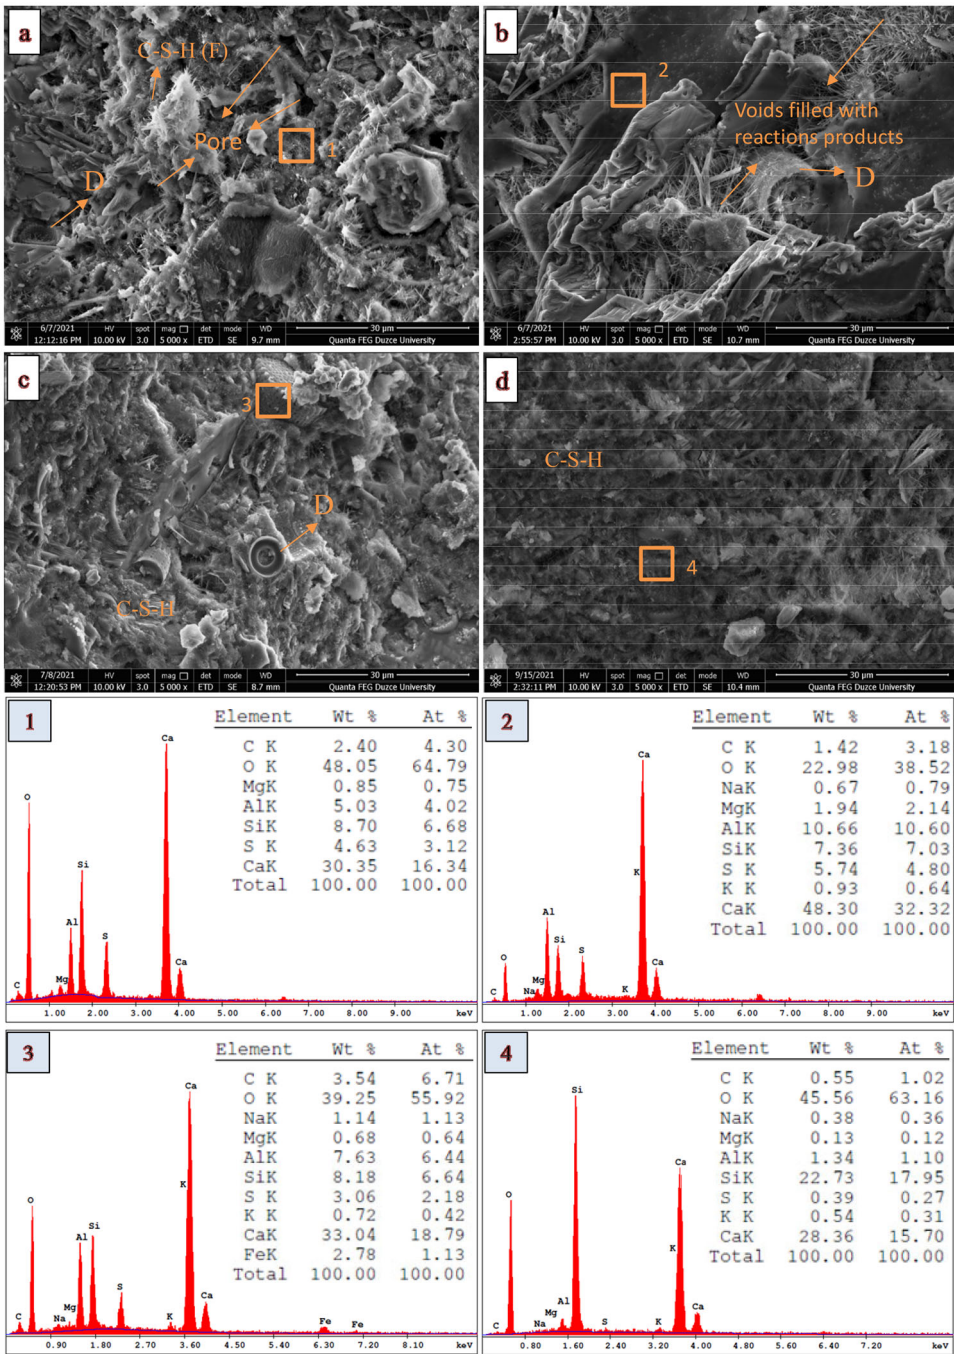 a
C-S-H (F)
Pore
1
D
6/7/2021 HV spot mag det mode WD 30 µm
12:12:16 PM 10.00 kV 3.0 5 000 x ETD SE 9.7 mm Quanta FEG Duzce University
b
2
Voids filled with
reactions products
D
6/7/2021 HV spot mag det mode WD 30 µm
2:55:57 PM 10.00 kV 3.0 5 000 x ETD SE 10.7 mm Quanta FEG Duzce University
c
3
D
C-S-H
7/8/2021 HV spot mag det mode WD 30 µm
12:20:53 PM 10.00 kV 3.0 5 000 x ETD SE 8.7 mm Quanta FEG Duzce University
d
C-S-H
4
9/15/2021 HV spot mag det mode WD 30 µm
2:32:11 PM 10.00 kV 3.0 5 000 x ETD SE 10.4 mm Quanta FEG Duzce University
1
Element Wt % At %
C K 2.40 4.30
O K 48.05 64.79
MgK 0.85 0.75
AlK 5.03 4.02
SiK 8.70 6.68
S K 4.63 3.12
CaK 30.35 16.34
Total 100.00 100.00
Ca
O
Si
Al
S
Ca
Mg
C
1.00 2.00 3.00 4.00 5.00 6.00 7.00 8.00 9.00 keV
2
Element Wt % At %
C K 1.42 3.18
O K 22.98 38.52
NaK 0.67 0.79
MgK 1.94 2.14
AlK 10.66 10.60
SiK 7.36 7.03
S K 5.74 4.80
K K 0.93 0.64
CaK 48.30 32.32
Total 100.00 100.00
Ca
K
Al
Si
S
O
Ca
Mg
Na
K
C
1.00 2.00 3.00 4.00 5.00 6.00 7.00 8.00 9.00 keV
3
Element Wt % At %
C K 3.54 6.71
O K 39.25 55.92
NaK 1.14 1.13
MgK 0.68 0.64
AlK 7.63 6.44
SiK 8.18 6.64
S K 3.06 2.18
K K 0.72 0.42
CaK 33.04 18.79
FeK 2.78 1.13
Total 100.00 100.00
Ca
K
O
Si
Al
S
Ca
Mg
C
Na
K
Fe
Fe
0.90 1.80 2.70 3.60 4.50 5.40 6.30 7.20 8.10 keV
4
Element Wt % At %
C K 0.55 1.02
O K 45.56 63.16
NaK 0.38 0.36
MgK 0.13 0.12
AlK 1.34 1.10
SiK 22.73 17.95
S K 0.39 0.27
K K 0.54 0.31
CaK 28.36 15.70
Total 100.00 100.00
Si
Ca
O
K
Al
Mg
Ca
C
Na
S
K
0.80 1.60 2.40 3.20 4.00 4.80 5.60 6.40 7.20 keV